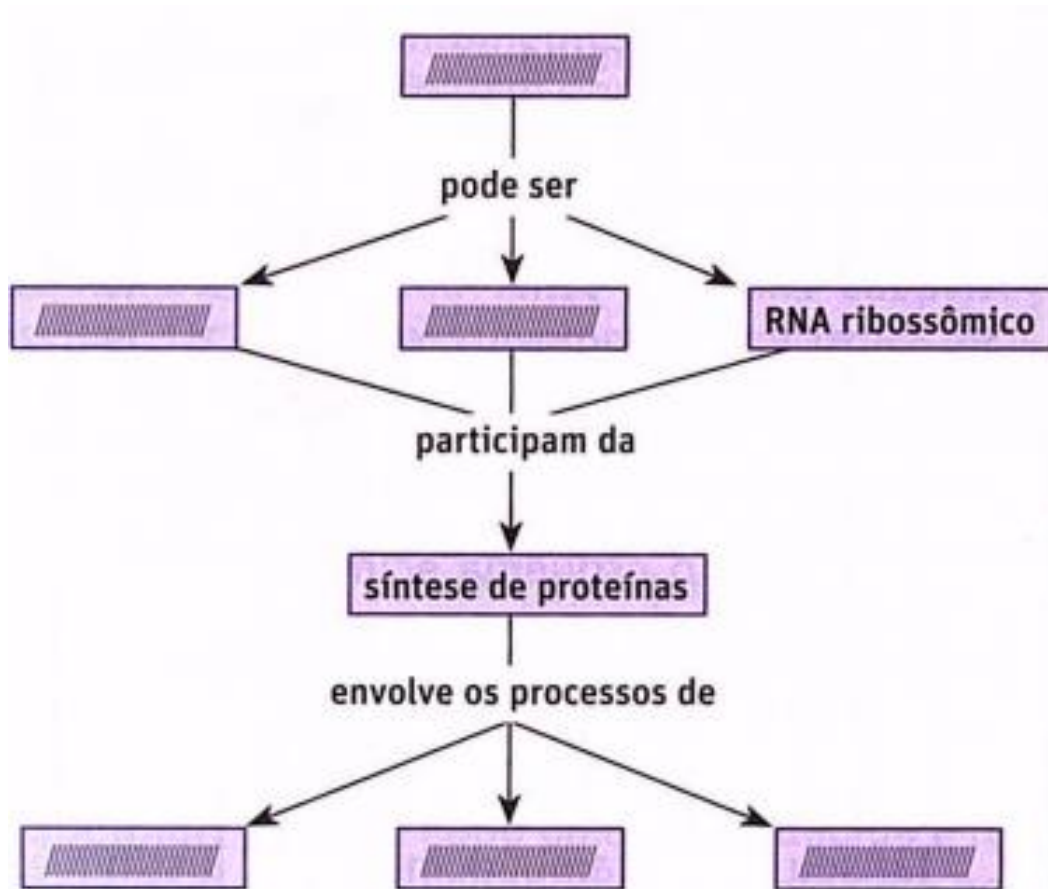 pode ser
RNA ribossômico
participam da
síntese de proteínas
envolve os processos de